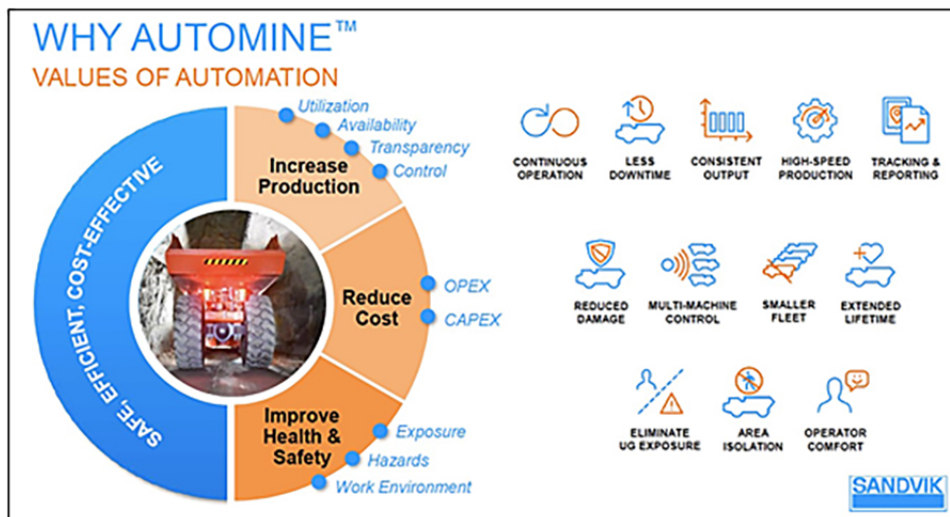 WHY AUTOMINE™
VALUES OF AUTOMATION
SAFE, EFFICIENT, COST-EFFECTIVE
Increase
Production
Utilization
Availability
Transparency
Control
Reduce
Cost
OPEX
CAPEX
Improve
Health &
Safety
Exposure
Hazards
Work Environment
CONTINUOUS
OPERATION
LESS
DOWNTIME
CONSISTENT
OUTPUT
HIGH-SPEED
PRODUCTION
TRACKING &
REPORTING
REDUCED
DAMAGE
MULTI-MACHINE
CONTROL
SMALLER
FLEET
EXTENDED
LIFETIME
ELIMINATE
UG EXPOSURE
AREA
ISOLATION
OPERATOR
COMFORT
SANDVIK